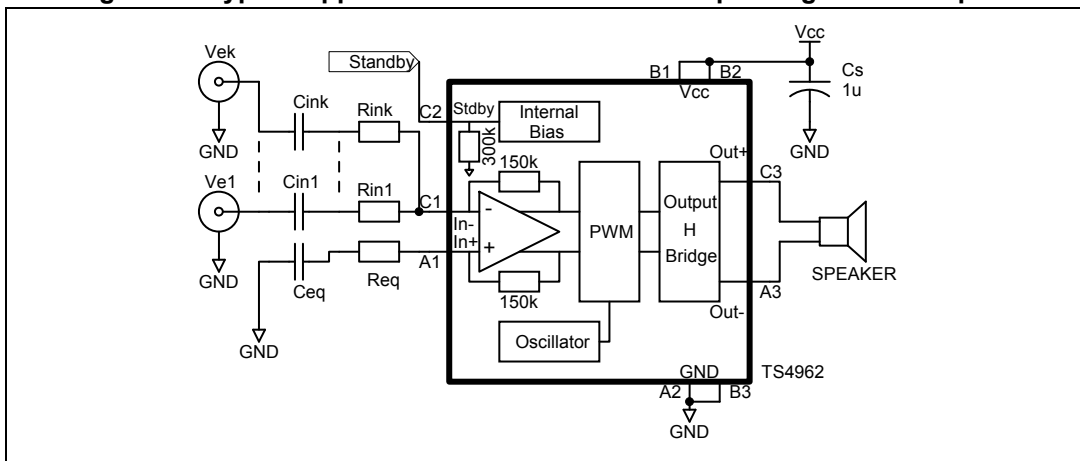 Vcc
Vek
Standby
B1
B2
Cs
1u
Vcc
Cink
Rink
C2
Stdby
Internal
Bias
GND
300k
GND
150k
Out+
C3
Ve1
Cin1
Rin1
C1
In-
-
In+
+
PWM
Output
H
Bridge
A1
GND
Ceq
Req
150k
SPEAKER
A3
Out-
Oscillator
GND
GND
TS4962
A2
B3
GND